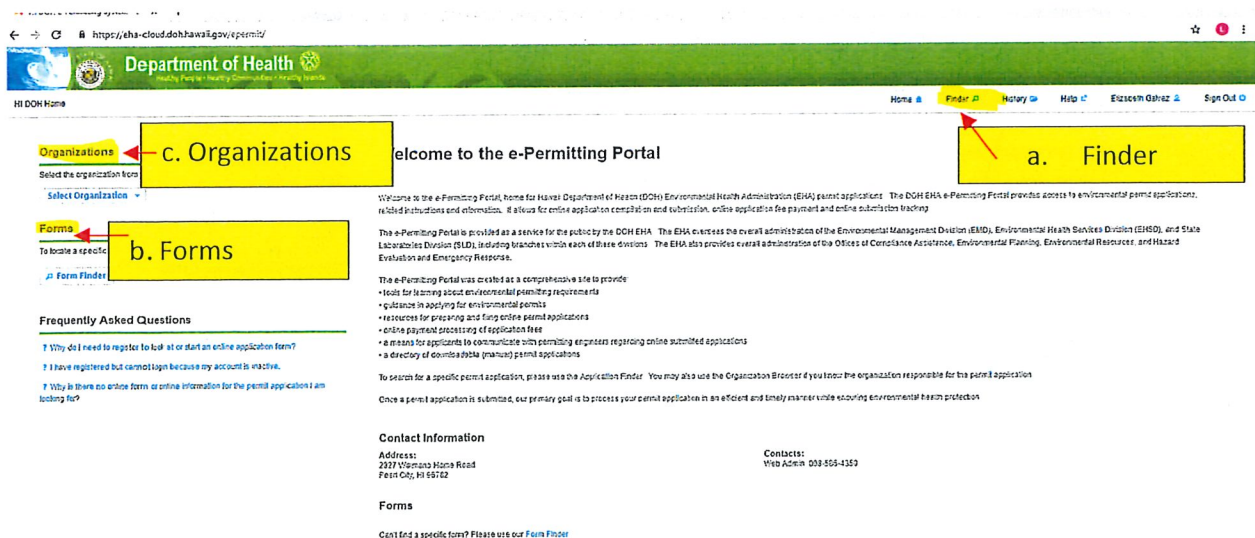 https://eha-cloud.doh.hawaii.gov/epermit/
Department of Health
Healthy People • Healthy Communities • Healthy Islands
HI DOH Home
Home
Finder
History
Help
Sign Out
Organizations
c. Organizations
Select the organization from
Select Organization
Forms
b. Forms
To locate a specific
Form Finder
a. Finder
elcome to the e-Permitting Portal
Welcome to the e-Permitting Portal, home for Hawaii Department of Health (DOH) Environmental Health Administration (EHA) permit applications. The DOH EHA e-Permitting Portal provides access to environmental permit applications,
related instructions and information. It allows for online application compilation and submission, online application fee payment and online submission tracking
The e-Permitting Portal is provided as a service for the public by the DOH EHA. The EHA oversees the overall administration of the Environmental Management Division (EMD), Environmental Health Services Division (EHSD), and State
Laboratories Division (SLD), including branches within each of these divisions. The EHA also provides overall administration of the Offices of Compliance Assistance, Environmental Planning, Environmental Resources, and Hazard
Evaluation and Emergency Response.
The e-Permitting Portal was created as a comprehensive site to provide
• tools for learning about environmental permitting requirements
• guidance in applying for environmental permits
• resources for preparing and filing online permit applications
• online payment processing of application fees
• a means for applicants to communicate with permitting engineers regarding online submitted applications
• a directory of downloadable (manual) permit applications
To search for a specific permit application, please use the Application Finder. You may also use the Organization Browser if you know the organization responsible for the permit application
Once a permit application is submitted, our primary goal is to process your permit application in an efficient and timely manner while ensuring environmental health protection
Frequently Asked Questions
? Why do I need to register to look at or start an online application form?
? I have registered but cannot login because my account is inactive.
? Why is there no online form or online information for the permit application I am
looking for?
Contact Information
Address:
Home Road
Pearl City, HI 96782
Contacts:
Web Admin
Forms
Can't find a specific form? Please use our Form Finder